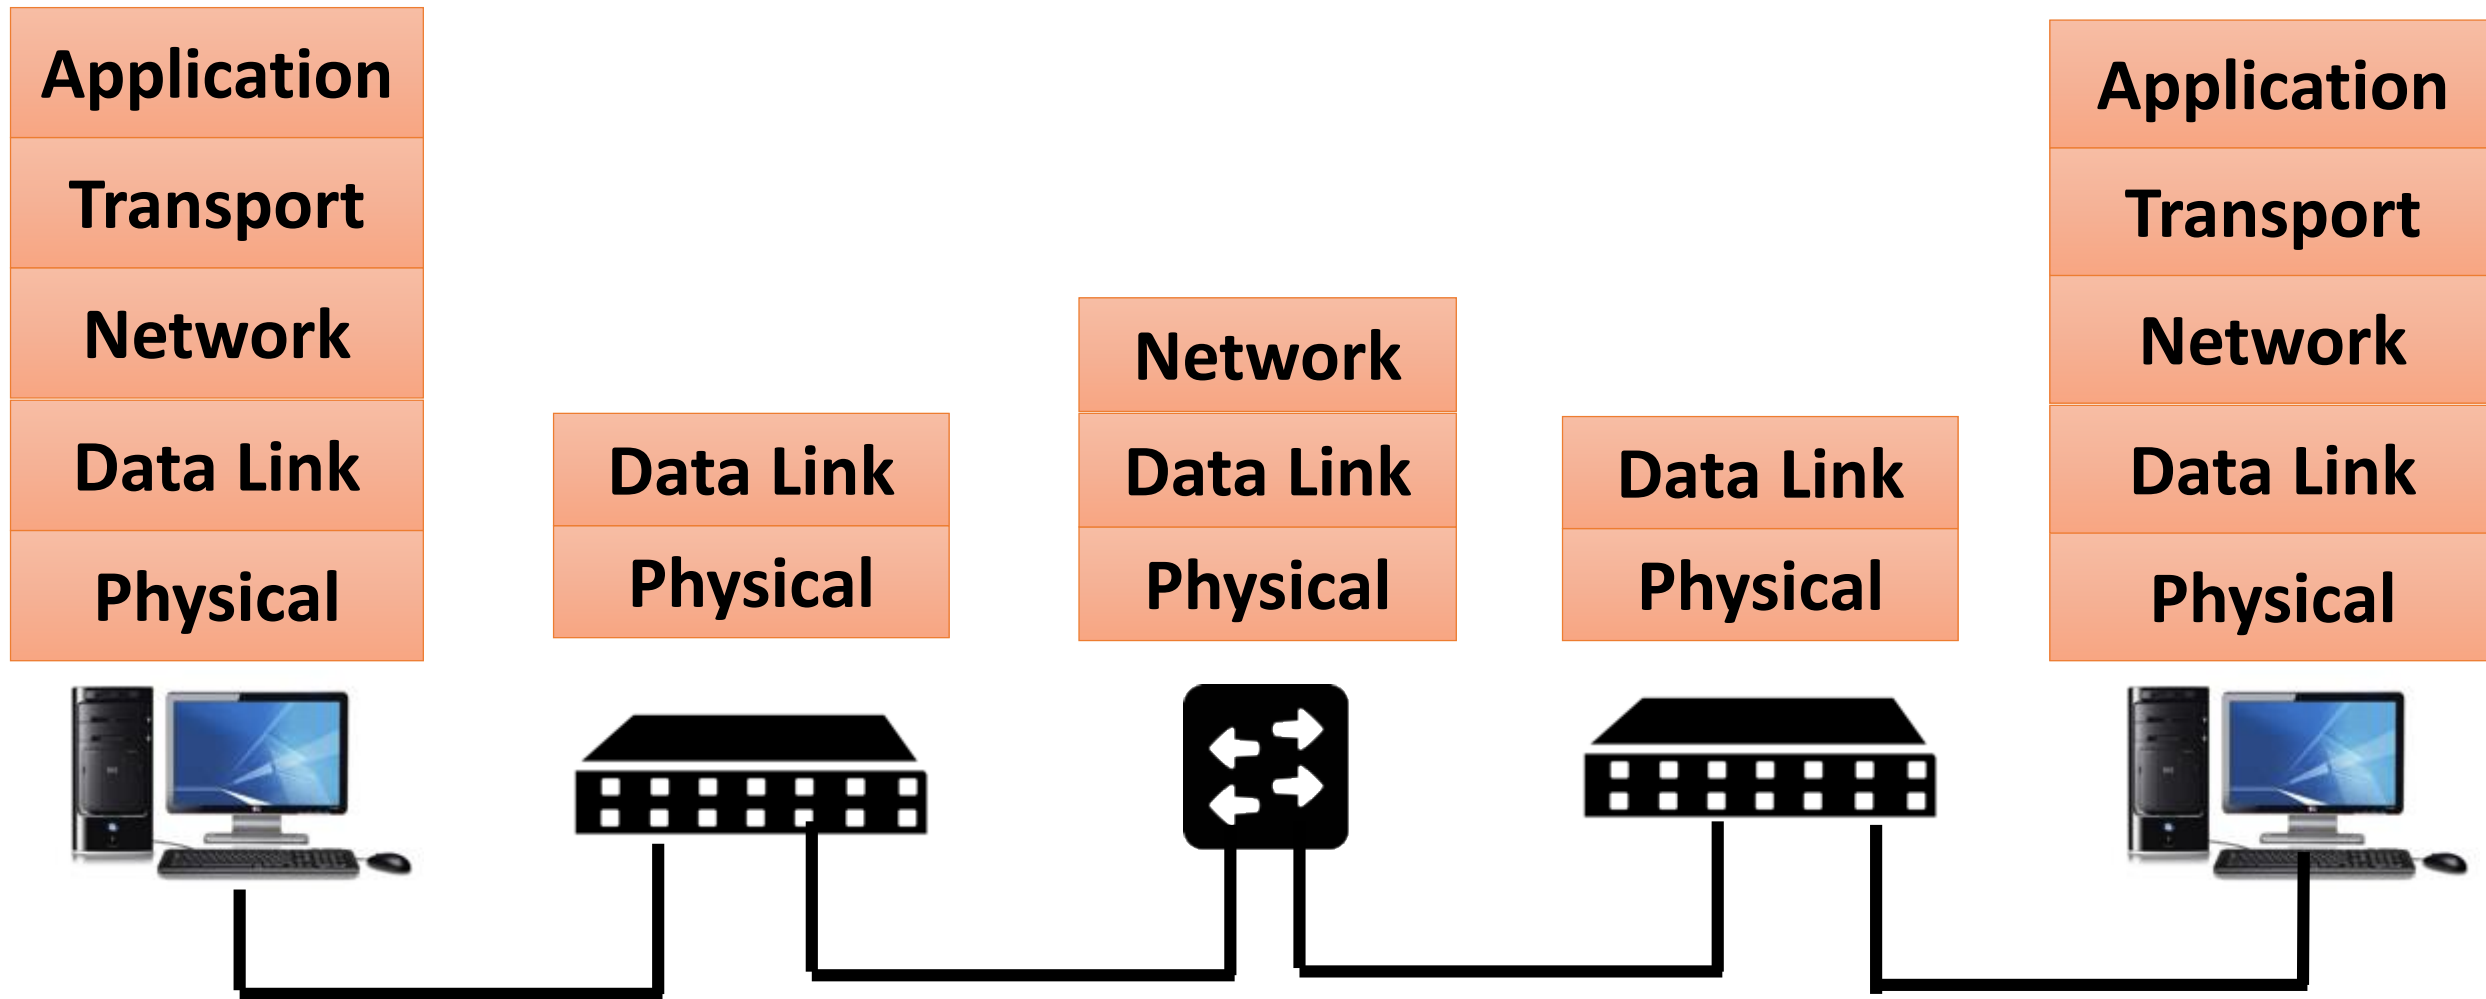 Application
Transport
Network
Data Link
Physical
Data Link
Physical
Network
Data Link
Physical
Data Link
Physical
Application
Transport
Network
Data Link
Physical